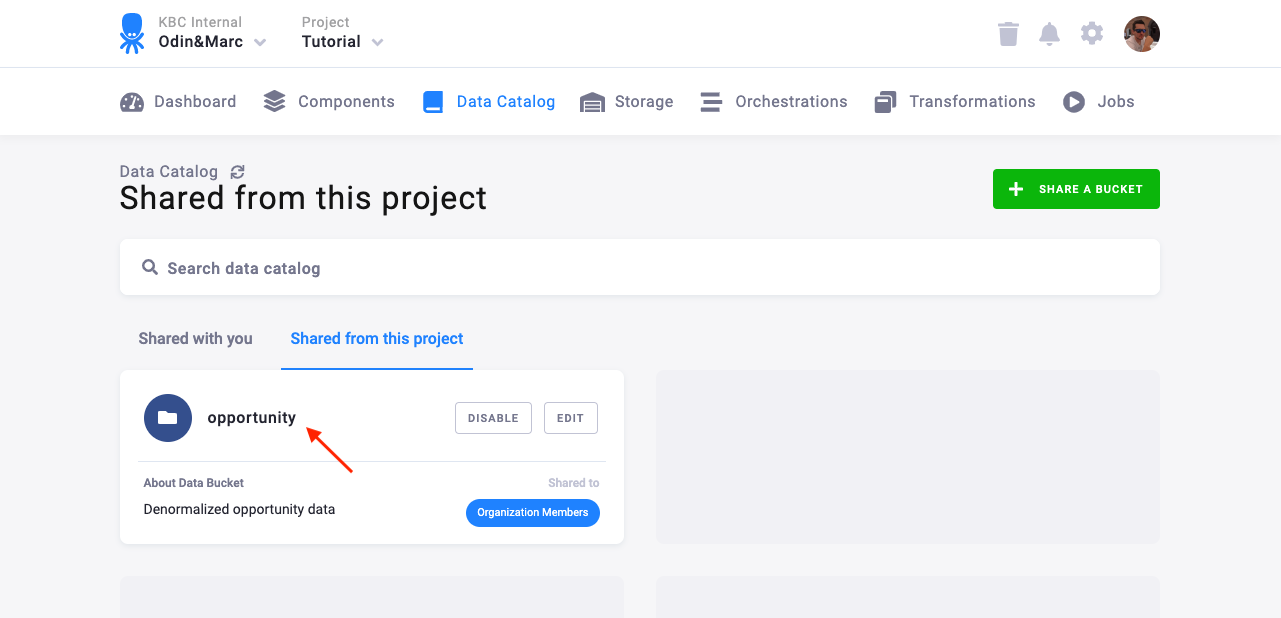 KBC Internal
Odin&Marc
Project
Tutorial
Dashboard
Components
Data Catalog
Storage
Orchestrations
Transformations
Jobs
Data Catalog
Shared from this project
SHARE A BUCKET
Search data catalog
Shared with you
Shared from this project
opportunity
DISABLE
EDIT
About Data Bucket
Shared to
Denormalized opportunity data
Organization Members